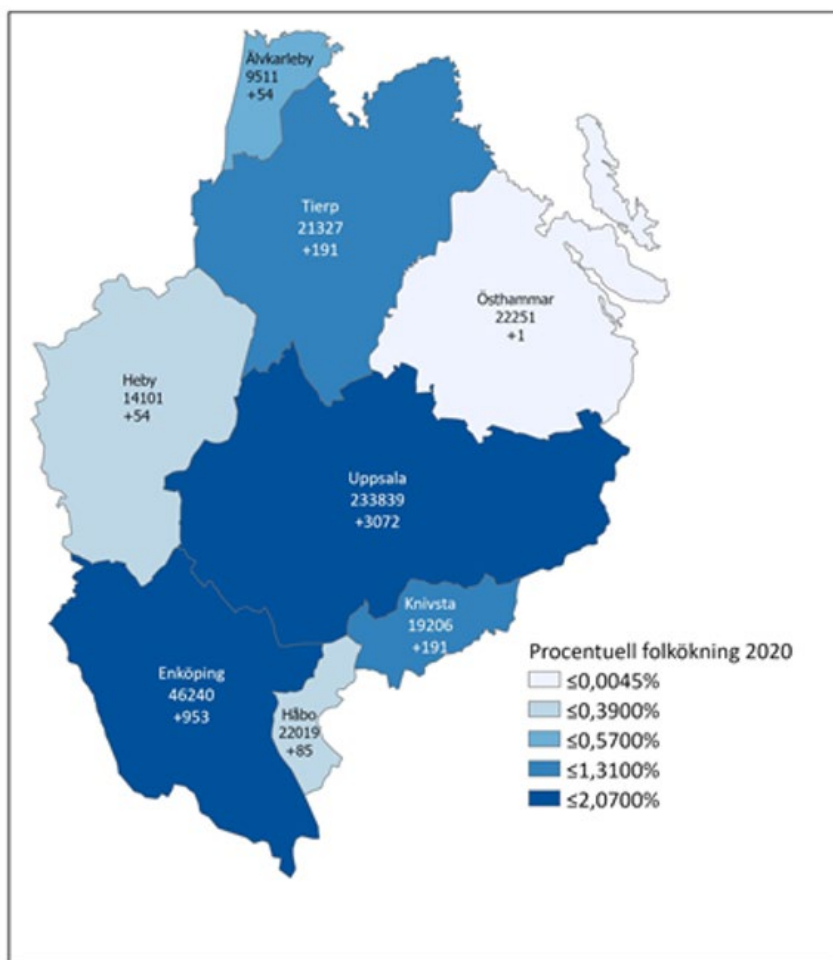 Älvkarleby
9511
+54
Tierp
21327
+191
Östhammar
22251
+1
Heby
14101
+54
Uppsala
233839
+3072
Knivsta
19206
+191
Enköping
46240
+953
Håbo
22019
+85
Procentuell folkökning 2020
≤0,0045%
≤0,3900%
≤0,5700%
≤1,3100%
≤2,0700%